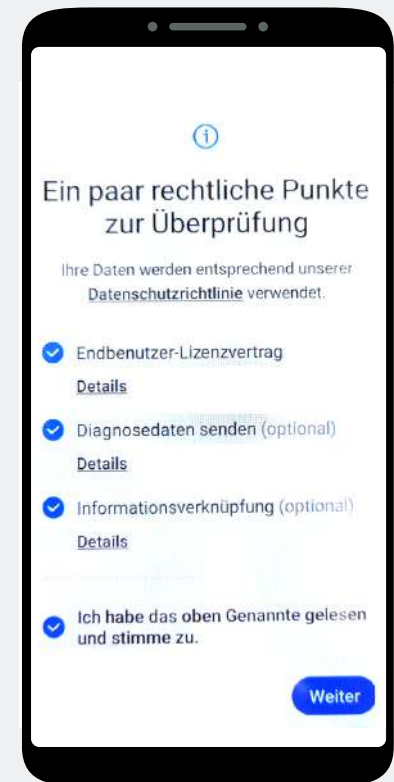 Ein paar rechtliche Punkte
zur Überprüfung
Ihre Daten werden entsprechend unserer
Datenschutzrichtlinie verwendet.
Endbenutzer-Lizenzvertrag
Details
Diagnosedaten senden (optional)
Details
Informationsverknüpfung (optional)
Details
Ich habe das oben Genannte gelesen
und stimme zu.
Weiter